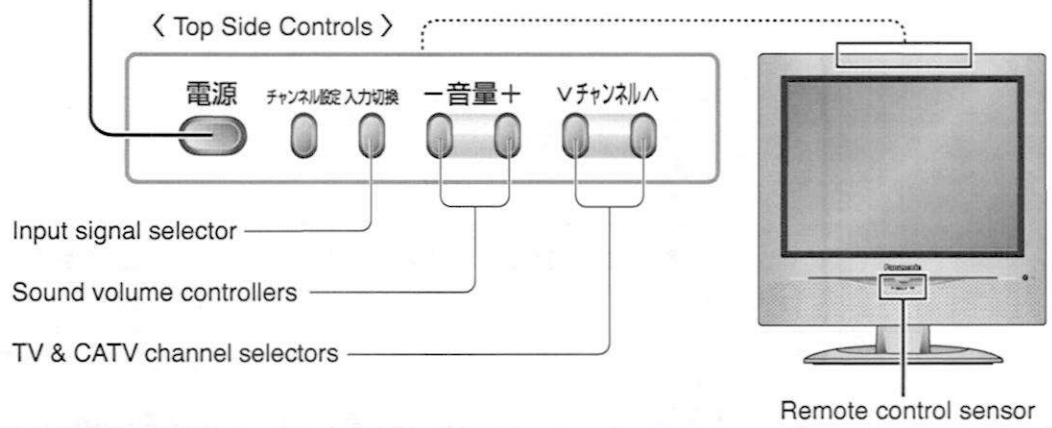 〈 Top Side Controls 〉
電源 チャンネル設定 入力切換 −音量+ ∨チャンネル∧
Input signal selector
Sound volume controllers
TV & CATV channel selectors
Panasonic
Remote control sensor